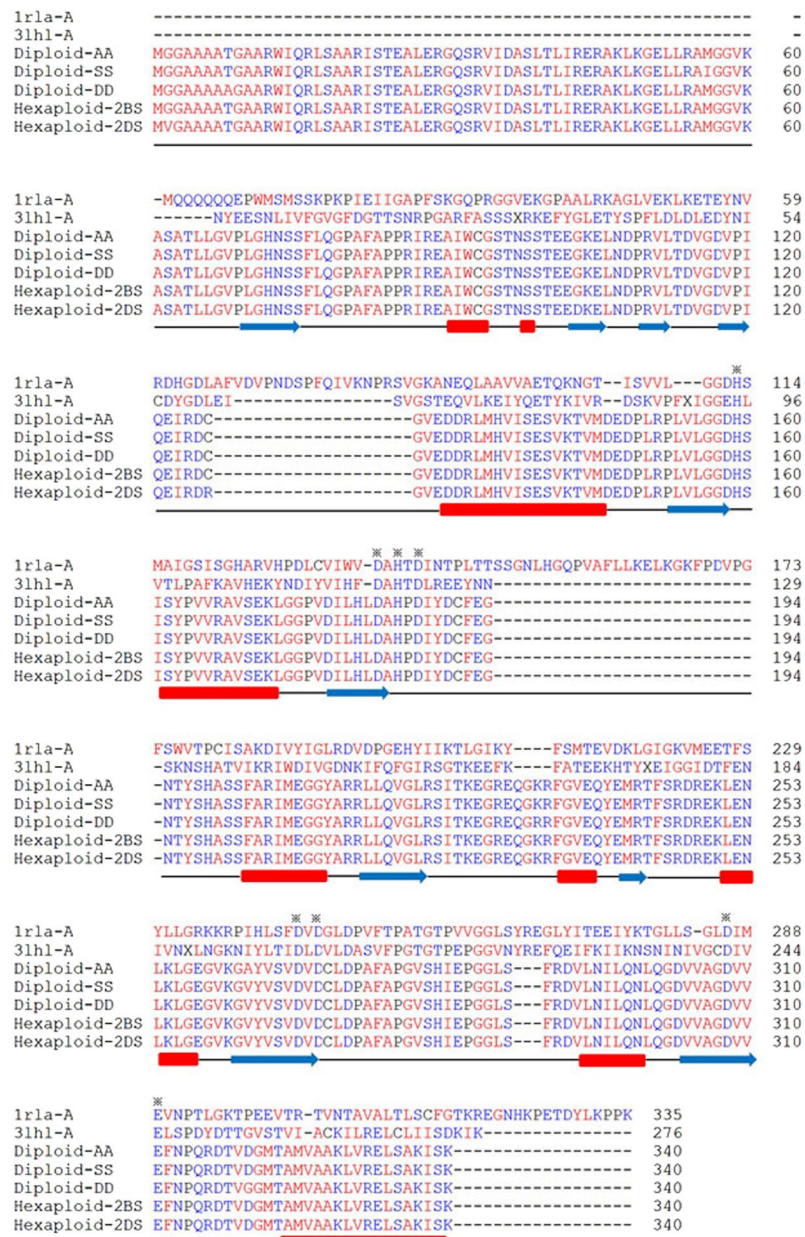 1rla-A ------------------------------------------------------------ -
3lhl-A ------------------------------------------------------------ -
Diploid-AA MGGAAAATGAARWIQRLSAARISTEALERGQSRVIDASLTLIRERAKLKGELLRAMGGVK 60
Diploid-SS MGGAAAATGAARWIQRLSAARISTEALERGQSRVIDASLTLIRERAKLKGELLRAIGGVK 60
Diploid-DD MGGAAAAAGAARWIQRLSAARISTEALERGQSRVIDASLTLIRERAKLKGELLRAMGGVK 60
Hexaploid-2BS MGGAAAATGAARWIQRLSAARISTEALERGQSRVIDASLTLIRERAKLKGELLRAMGGVK 60
Hexaploid-2DS MVGAAAATGAARWIQRLSAARISTEALERGQSRVIDASLTLIRERAKLKGELLRAMGGVK 60
1rla-A -MQQQQQQEPWMSMSSKPKPIEIIGAPFSKGQPRGGVEKGPAALRKAGLVEKLKETEYNV 59
3lhl-A ------NYEESNLIVFGVGFDGTTSNRPGARFASSSXRKEFYGLETYSPFLDLDLEDYNI 54
Diploid-AA ASATLLGVPLGHNSSFLQGPAFAPPRIREAIWCGSTNSSTEEGKELNDPRVLTDVGDVPI 120
Diploid-SS ASATLLGVPLGHNSSFLQGPAFAPPRIREAIWCGSTNSSTEEGKELNDPRVLTDVGDVPI 120
Diploid-DD ASATLLGVPLGHNSSFLQGPAFAPPRIREAIWCGSTNSSTEEGKELNDPRVLTDVGDVPI 120
Hexaploid-2BS ASATLLGVPLGHNSSFLQGPAFAPPRIREAIWCGSTNSSTEEGKELNDPRVLTDVGDVPI 120
Hexaploid-2DS ASATLLGVPLGHNSSFLQGPAFAPPRIREAIWCGSTNSSTEEDKELNDPRVLTDVGDVPI 120
※
1rla-A RDHGDLAFVDVPNDSPFQIVKNPRSVGKANEQLAAVVAETQKNGT--ISVVL---GGDHS 114
3lhl-A CDYGDLEI----------------SVGSTEQVLKEIYQETYKIVR--DSKVPFXIGGEHL 96
Diploid-AA QEIRDC--------------------GVEDDRLMHVISESVKTVMDEDPLRPLVLGGDHS 160
Diploid-SS QEIRDC--------------------GVEDDRLMHVISESVKTVMDEDPLRPLVLGGDHS 160
Diploid-DD QEIRDC--------------------GVEDDRLMHVISESVKTVMDEDPLRPLVLGGDHS 160
Hexaploid-2BS QEIRDC--------------------GVEDDRLMHVISESVKTVMDEDPLRPLVLGGDHS 160
Hexaploid-2DS QEIRDR--------------------GVEDDRLMHVISESVKTVMDEDPLRPLVLGGDHS 160
※ ※ ※
1rla-A MAIGSISGHARVHPDLCVIWV-DAHTDINTPLTTSSGNLHGQPVAFLLKELKGKFPDVPG 173
3lhl-A VTLPAFKAVHEKYNDIYVIHF-DAHTDLREEYNN-------------------------- 129
Diploid-AA ISYPVVRAVSEKLGGPVDILHLDAHPDIYDCFEG-------------------------- 194
Diploid-SS ISYPVVRAVSEKLGGPVDILHLDAHPDIYDCFEG-------------------------- 194
Diploid-DD ISYPVVRAVSEKLGGPVDILHLDAHPDIYDCFEG-------------------------- 194
Hexaploid-2BS ISYPVVRAVSEKLGGPVDILHLDAHPDIYDCFEG-------------------------- 194
Hexaploid-2DS ISYPVVRAVSEKLGGPVDILHLDAHPDIYDCFEG-------------------------- 194
1rla-A FSWVTPCISAKDIVYIGLRDVDPGEHYIIKTLGIKY----FSMTEVDKLGIGKVMEETFS 229
3lhl-A -SKNSHATVIKRIWDIVGDNKIFQFGIRSGTKEEFK----FATEEKHTYXEIGGIDTFEN 184
Diploid-AA -NTYSHASSFARIMEGGYARRLLQVGLRSITKEGREQGKRFGVEQYEMRTFSRDREKLEN 253
Diploid-SS -NTYSHASSFARIMEGGYARRLLQVGLRSITKEGREQGKRFGVEQYEMRTFSRDREKLEN 253
Diploid-DD -NTYSHASSFARIMEGGYARRLLQVGLRSITKEGREQGKRFGVEQYEMRTFSRDREKLEN 253
Hexaploid-2BS -NTYSHASSFARIMEGGYARRLLQVGLRSITKEGREQGKRFGVEQYEMRTFSRDREKLEN 253
Hexaploid-2DS -NTYSHASSFARIMEGGYARRLLQVGLRSITKEGREQGKRFGVEQYEMRTFSRDREKLEN 253
※ ※ ※
1rla-A YLLGRKKRPIHLSFDVDGLDPVFTPATGTPVVGGLSYREGLYITEEIYKTGLLS-GLDIM 288
3lhl-A IVNXLNGKNIYLTIDLDVLDASVFPGTGTPEPGGVNYREFQEIFKIIKNSNINIVGCDIV 244
Diploid-AA LKLGEGVKGAYVSVDVDCLDPAFAPGVSHIEPGGLS---FRDVLNILQNLQGDVVAGDVV 310
Diploid-SS LKLGEGVKGVYVSVDVDCLDPAFAPGVSHIEPGGLS---FRDVLNILQNLQGDVVAGDVV 310
Diploid-DD LKLGEGVKGVYVSVDVDCLDPAFAPGVSHIEPGGLS---FRDVLNILQNLQGDVVAGDVV 310
Hexaploid-2BS LKLGEGVKGVYVSVDVDCLDPAFAPGVSHIEPGGLS---FRDVLNILQNLQGDVVAGDVV 310
Hexaploid-2DS LKLGEGVKGVYVSVDVDCLDPAFAPGVSHIEPGGLS---FRDVLNILQNLQGDVVAGDVV 310
※
1rla-A EVNPTLGKTPEEVTR-TVNTAVALTLSCFGTKREGNHKPETDYLKPPK 335
3lhl-A ELSPDYDTTGVSTVI-ACKILRELCLIISDKIK--------------- 276
Diploid-AA EFNPQRDTVDGMTAMVAAKLVRELSAKISK------------------ 340
Diploid-SS EFNPQRDTVDGMTAMVAAKLVRELSAKISK------------------ 340
Diploid-DD EFNPQRDTVGGMTAMVAAKLVRELSAKISK------------------ 340
Hexaploid-2BS EFNPQRDTVDGMTAMVAAKLVRELSAKISK------------------ 340
Hexaploid-2DS EFNPQRDTVDGMTAMVAAKLVRELSAKISK------------------ 340